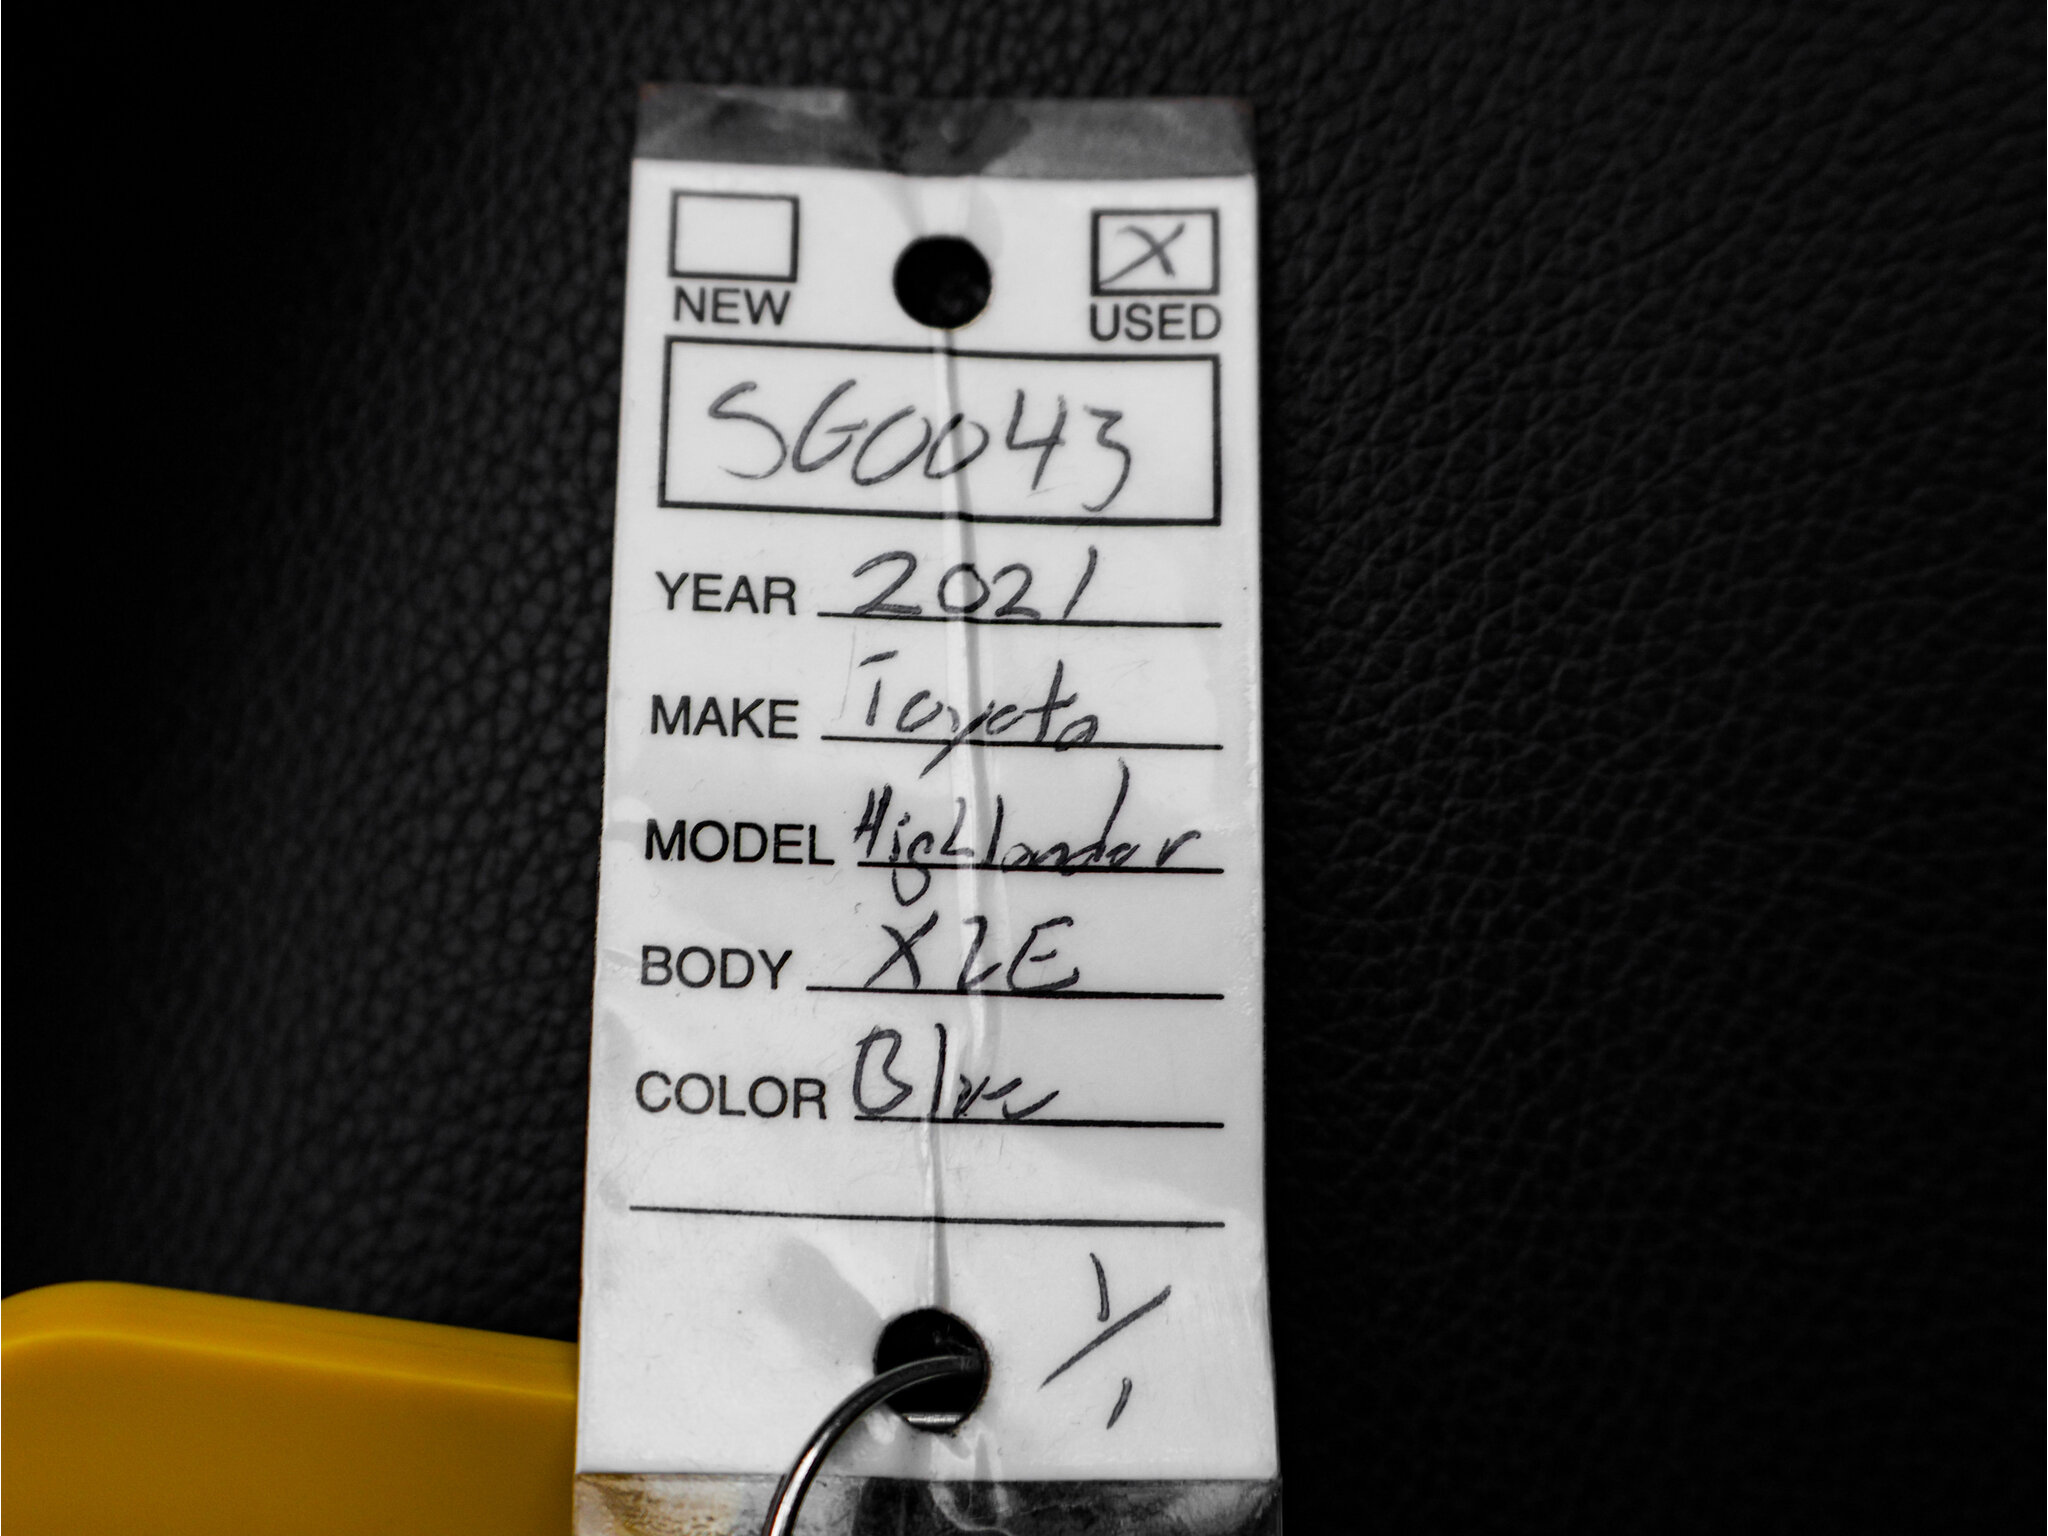 X
NEW USED
SG0043
YEAR 2021
MAKE Toyota
MODEL Highlander
BODY XLE
COLOR Blue
1/1